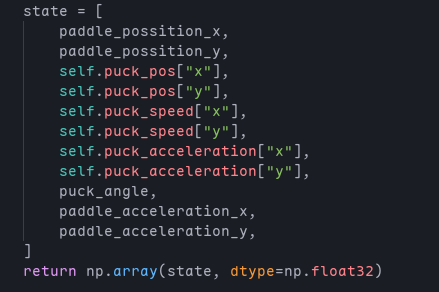 state = [
    paddle_possition_x,
    paddle_possition_y,
    self.puck_pos["x"],
    self.puck_pos["y"],
    self.puck_speed["x"],
    self.puck_speed["y"],
    self.puck_acceleration["x"],
    self.puck_acceleration["y"],
    puck_angle,
    paddle_acceleration_x,
    paddle_acceleration_y,
]
return np.array(state, dtype=np.float32)